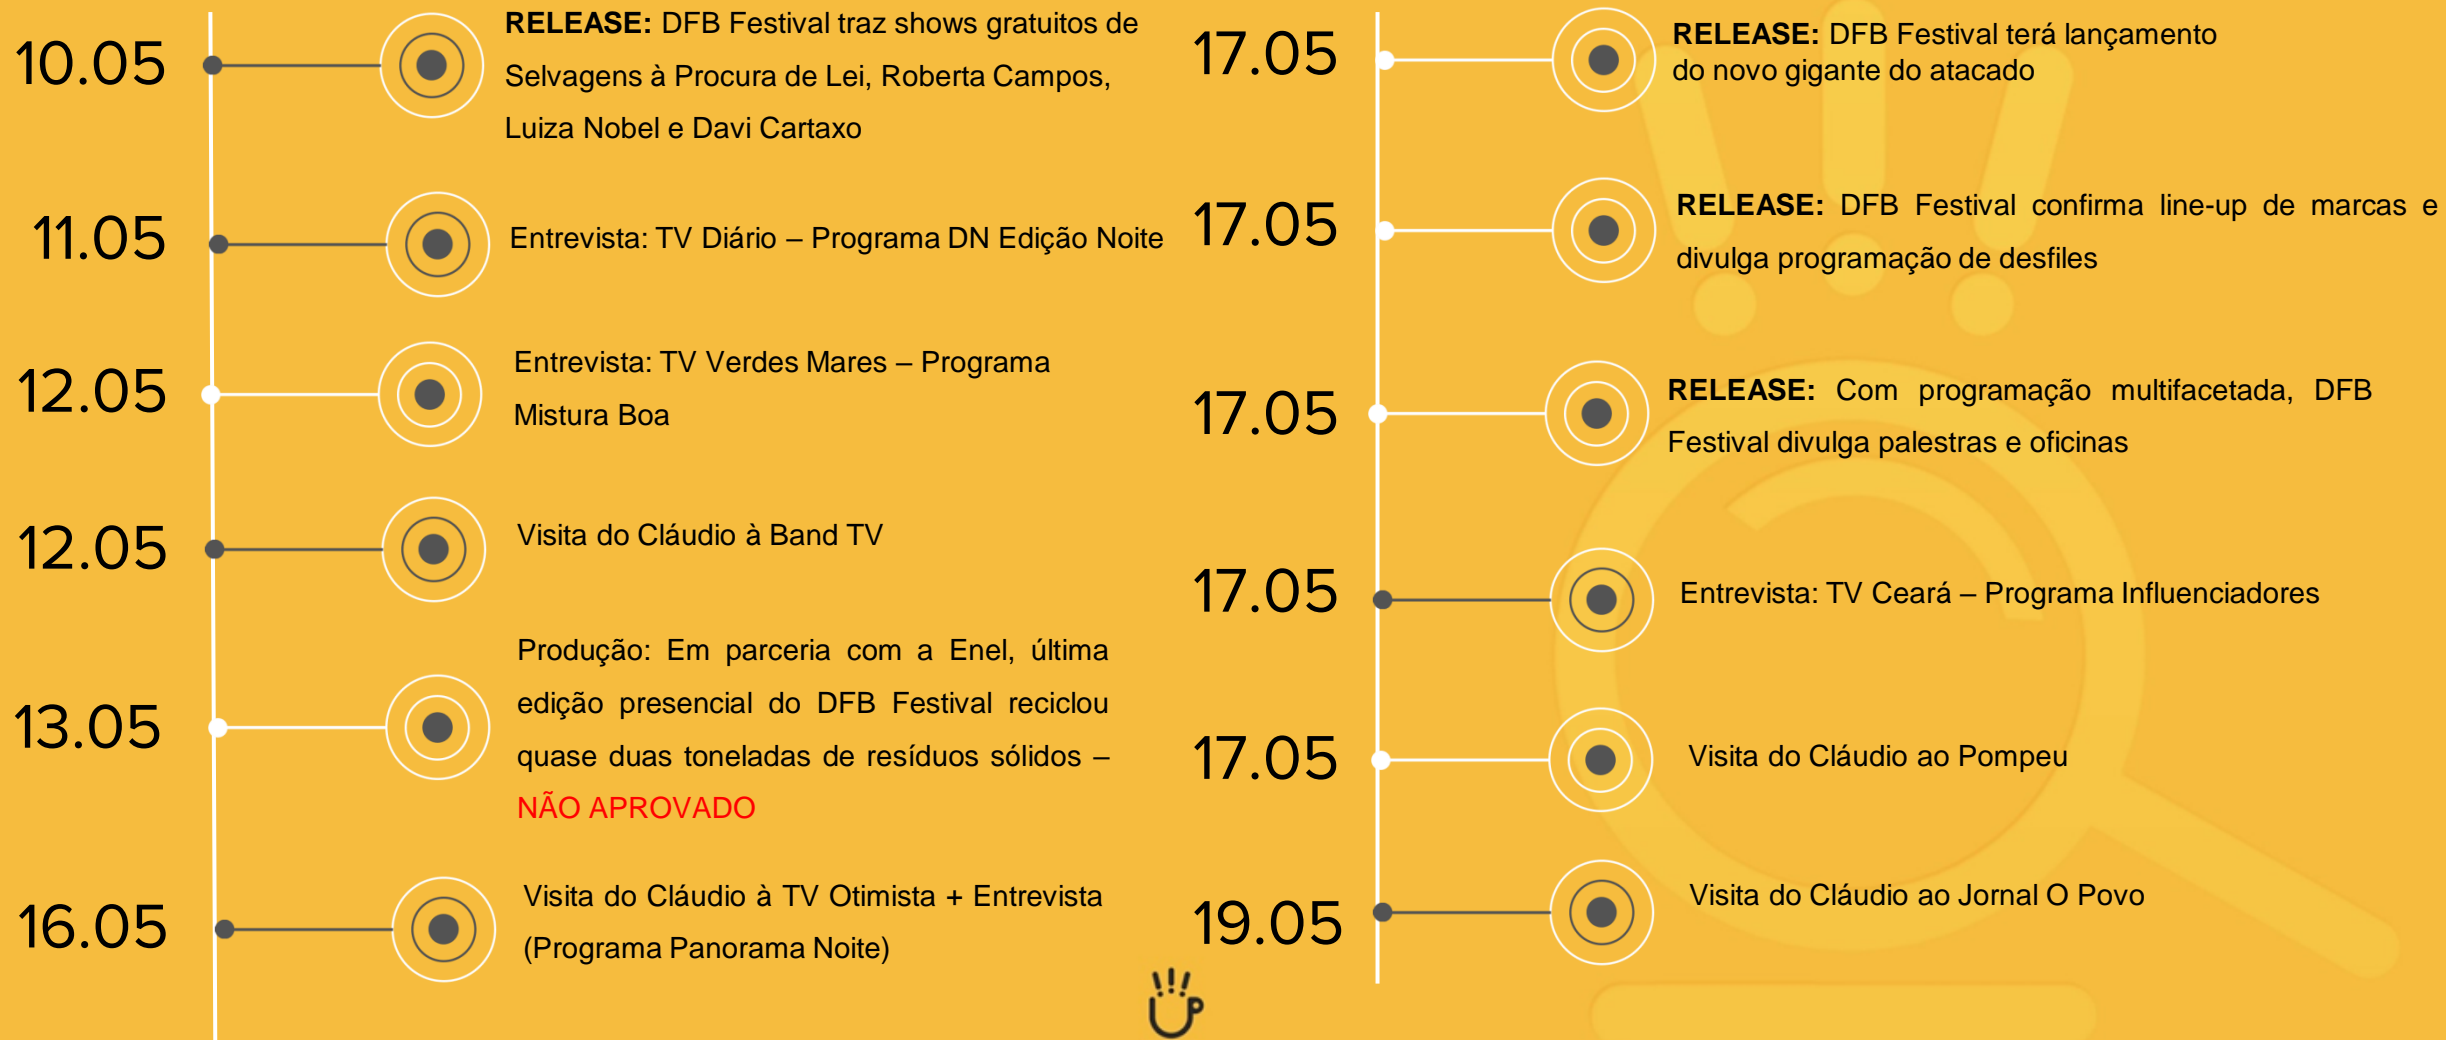 10.05
RELEASE: DFB Festival traz shows gratuitos de
Selvagens à Procura de Lei, Roberta Campos,
Luiza Nobel e Davi Cartaxo
11.05
Entrevista: TV Diário – Programa DN Edição Noite
12.05
Entrevista: TV Verdes Mares – Programa
Mistura Boa
12.05
Visita do Cláudio à Band TV
13.05
Produção: Em parceria com a Enel, última
edição presencial do DFB Festival reciclou
quase duas toneladas de resíduos sólidos –
NÃO APROVADO
16.05
Visita do Cláudio à TV Otimista + Entrevista
(Programa Panorama Noite)
17.05
RELEASE: DFB Festival terá lançamento
do novo gigante do atacado
17.05
RELEASE: DFB Festival confirma line-up de marcas e
divulga programação de desfiles
17.05
RELEASE: Com programação multifacetada, DFB
Festival divulga palestras e oficinas
17.05
Entrevista: TV Ceará – Programa Influenciadores
17.05
Visita do Cláudio ao Pompeu
19.05
Visita do Cláudio ao Jornal O Povo